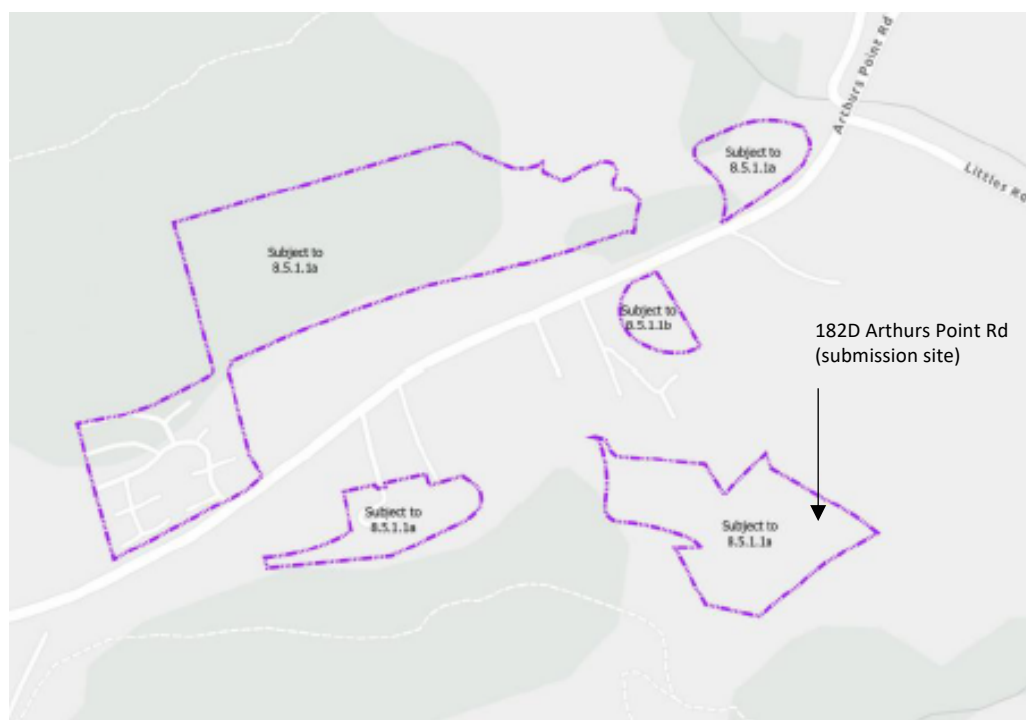 Arthurs Point Rd
Subject to
8.5.1.1a
Littles Rd
Subject to
8.5.1.1a
Subject to
8.5.1.1b
182D Arthurs Point Rd
(submission site)
Subject to
8.5.1.1a
Subject to
8.5.1.1a